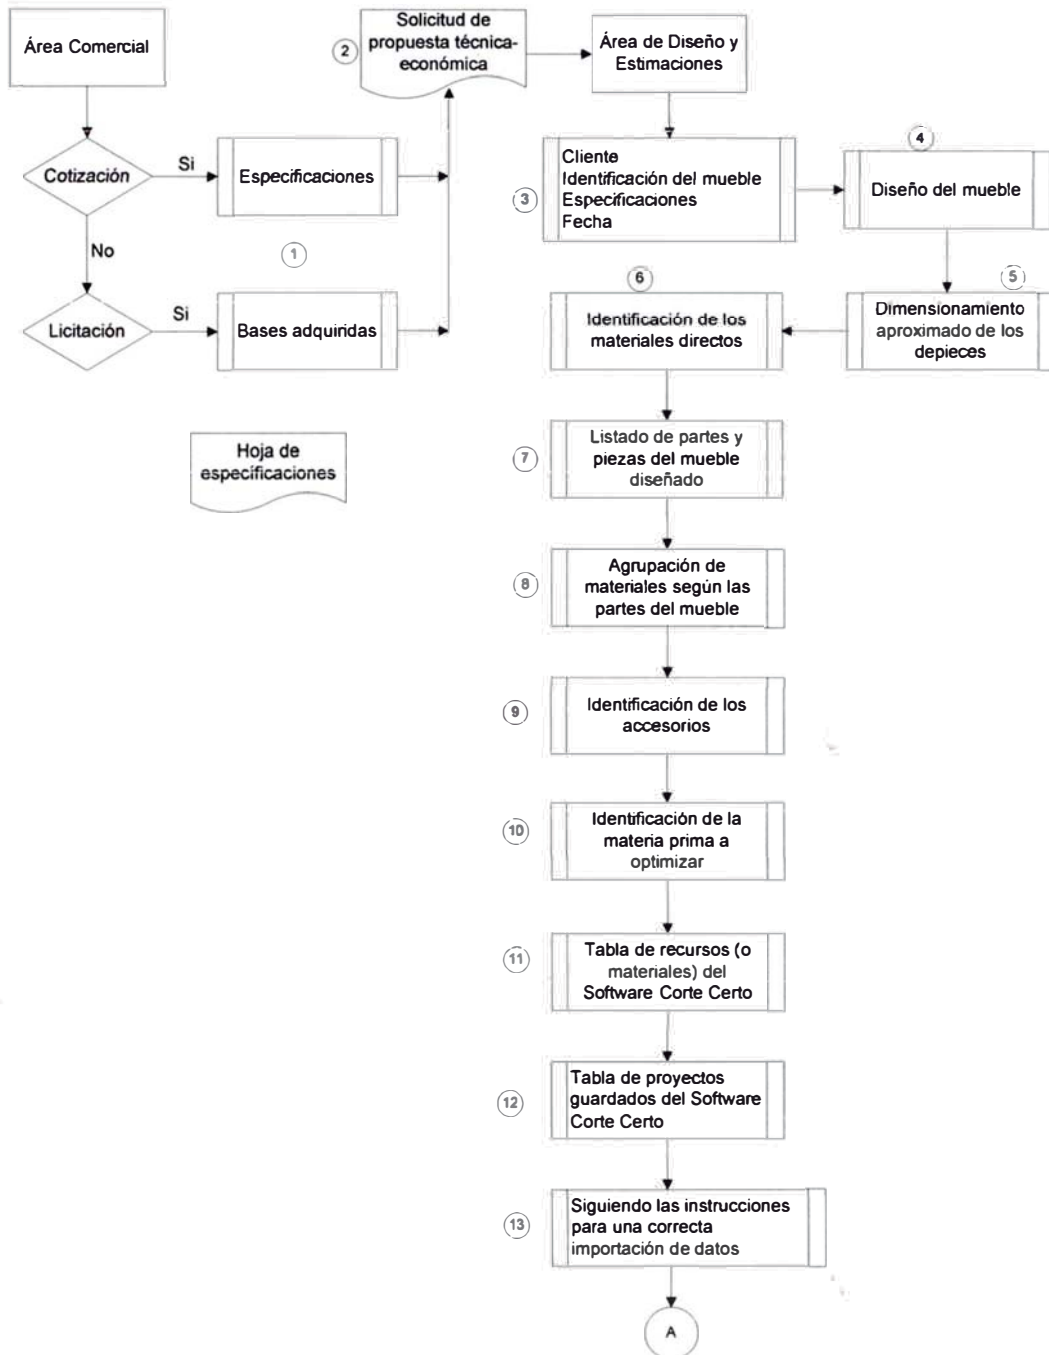 Área Comercial
2
Solicitud de
propuesta técnica-
económica
Área de Diseño y
Estimaciones
Cotización
Si
Especificaciones
No
1
Licitación
Si
Bases adquiridas
Hoja de
especificaciones
3
Cliente
Identificación del mueble
Especificaciones
Fecha
4
Diseño del mueble
5
Dimensionamiento
aproximado de los
depieces
6
Identificación de los
materiales directos
7
Listado de partes y
piezas del mueble
diseñado
8
Agrupación de
materiales según las
partes del mueble
9
Identificación de los
accesorios
10
Identificación de la
materia prima a
optimizar
11
Tabla de recursos (o
materiales) del
Software Corte Certo
12
Tabla de proyectos
guardados del Software
Corte Certo
13
Siguiendo las instrucciones
para una correcta
importación de datos
A